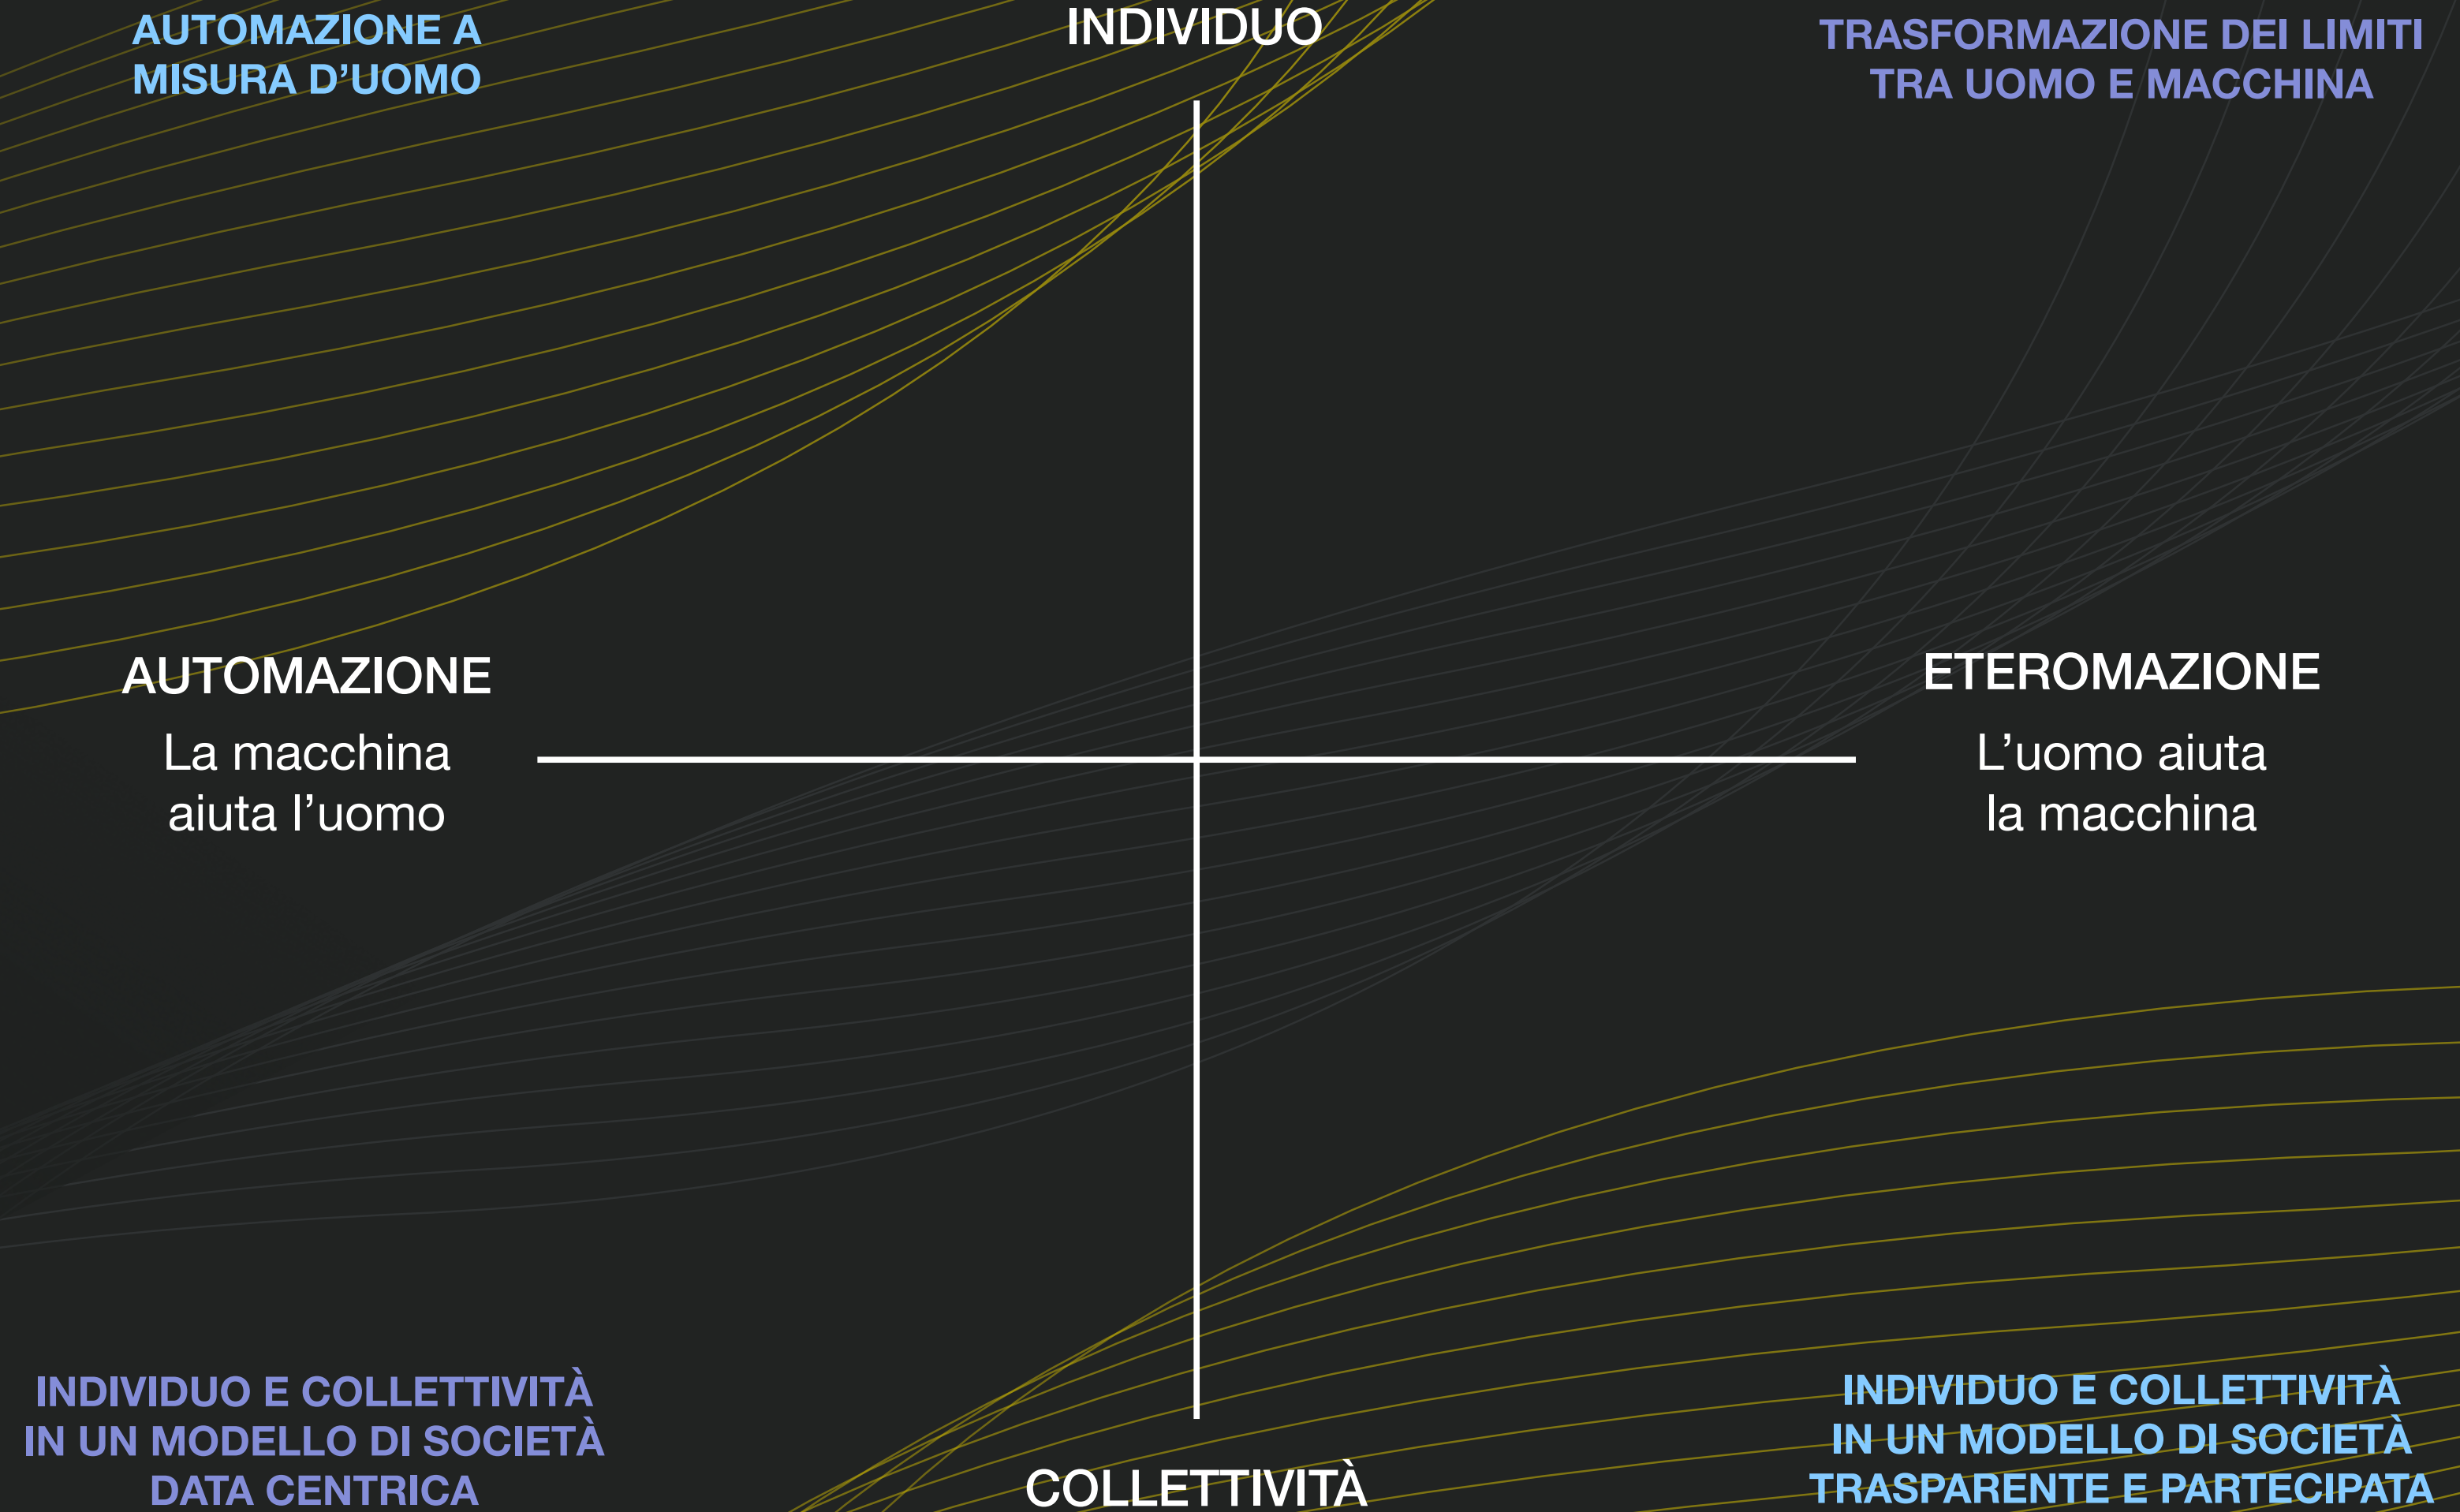 AUTOMAZIONE A
MISURA D’UOMO
INDIVIDUO
TRASFORMAZIONE DEI LIMITI
TRA UOMO E MACCHINA
AUTOMAZIONE
La macchina
aiuta l’uomo
ETEROMAZIONE
L’uomo aiuta
la macchina
INDIVIDUO E COLLETTIVITÀ
IN UN MODELLO DI SOCIETÀ
DATA CENTRICA
COLLETTIVITÀ
INDIVIDUO E COLLETTIVITÀ
IN UN MODELLO DI SOCIETÀ
TRASPARENTE E PARTECIPATA